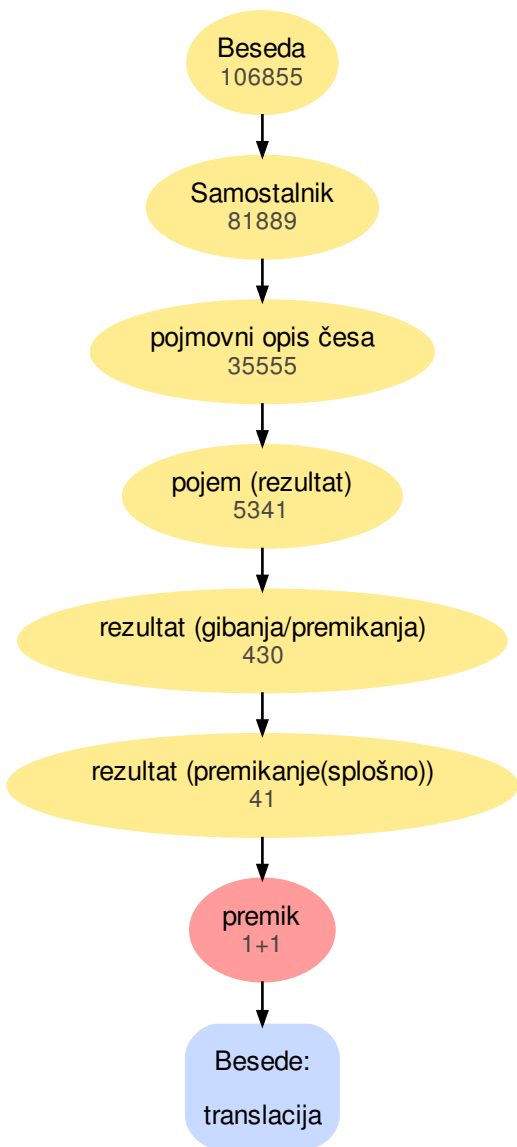 Beseda
106855
Samostalnik
81889
pojmovni opis česa
35555
pojem (rezultat)
5341
rezultat (gibanja/premikanja)
430
rezultat (premikanje(splošno))
41
premik
1+1
Besede:
translacija